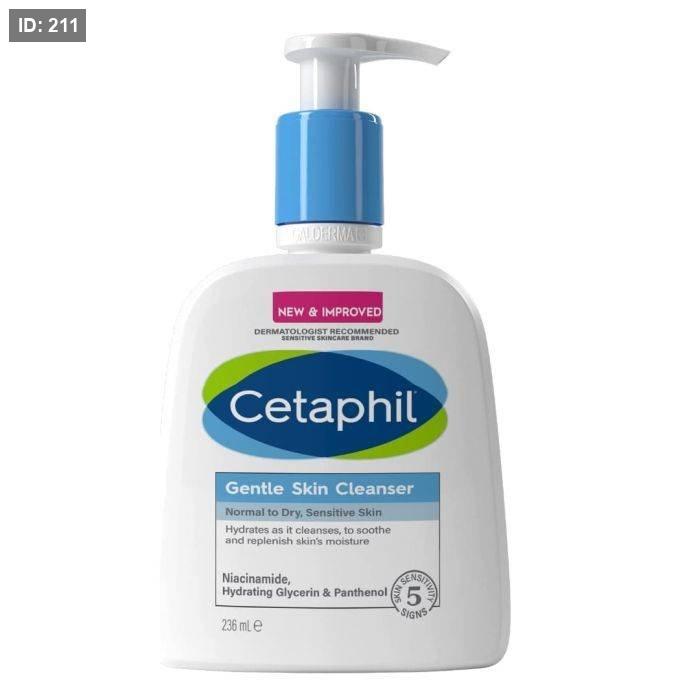 ID: 211
GALDERMA
NEW & IMPROVED
DERMATOLOGIST RECOMMENDED
SENSITIVE SKINCARE BRAND
Cetaphil
Gentle Skin Cleanser
Normal to Dry, Sensitive Skin
Hydrates as it cleanses, to soothe
and replenish skin's moisture
Niacinamide,
Hydrating Glycerin & Panthenol
SKIN SENSITIVITY
5
SIGNS
236 mL ℮